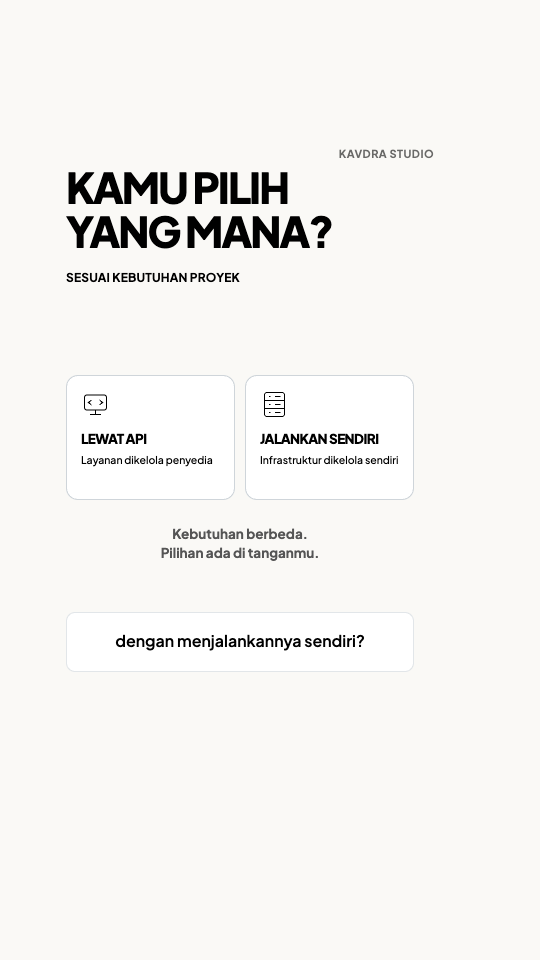 KAVDRA STUDIO
KAMU PILIH
YANG MANA?
SESUAI KEBUTUHAN PROYEK
LEWAT API
Layanan dikelola penyedia
JALANKAN SENDIRI
Infrastruktur dikelola sendiri
Kebutuhan berbeda.
Pilihan ada di tanganmu.
dengan menjalankannya sendiri?